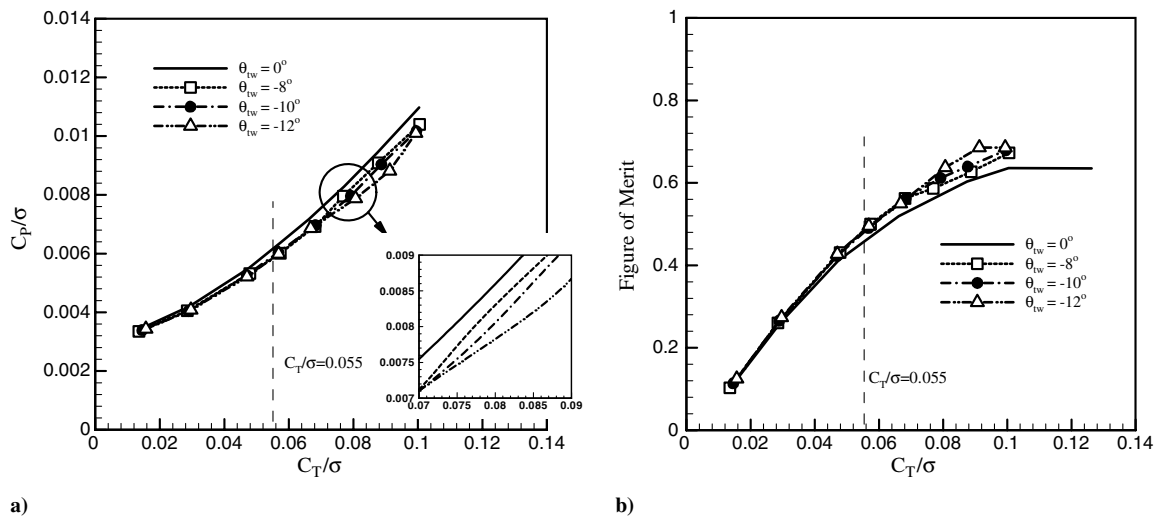 0.014
0.012
0.01
0.008
0.006
0.004
0.002
0
C_P/σ
θ_tw = 0°
θ_tw = -8°
θ_tw = -10°
θ_tw = -12°
C_T/σ=0.055
0.009
0.0085
0.008
0.0075
0.007
0.07 0.075 0.08 0.085 0.09
0 0.02 0.04 0.06 0.08 0.1 0.12 0.14
C_T/σ
a)
1
0.8
0.6
0.4
0.2
0
Figure of Merit
θ_tw = 0°
θ_tw = -8°
θ_tw = -10°
θ_tw = -12°
C_T/σ=0.055
0 0.02 0.04 0.06 0.08 0.1 0.12 0.14
C_T/σ
b)